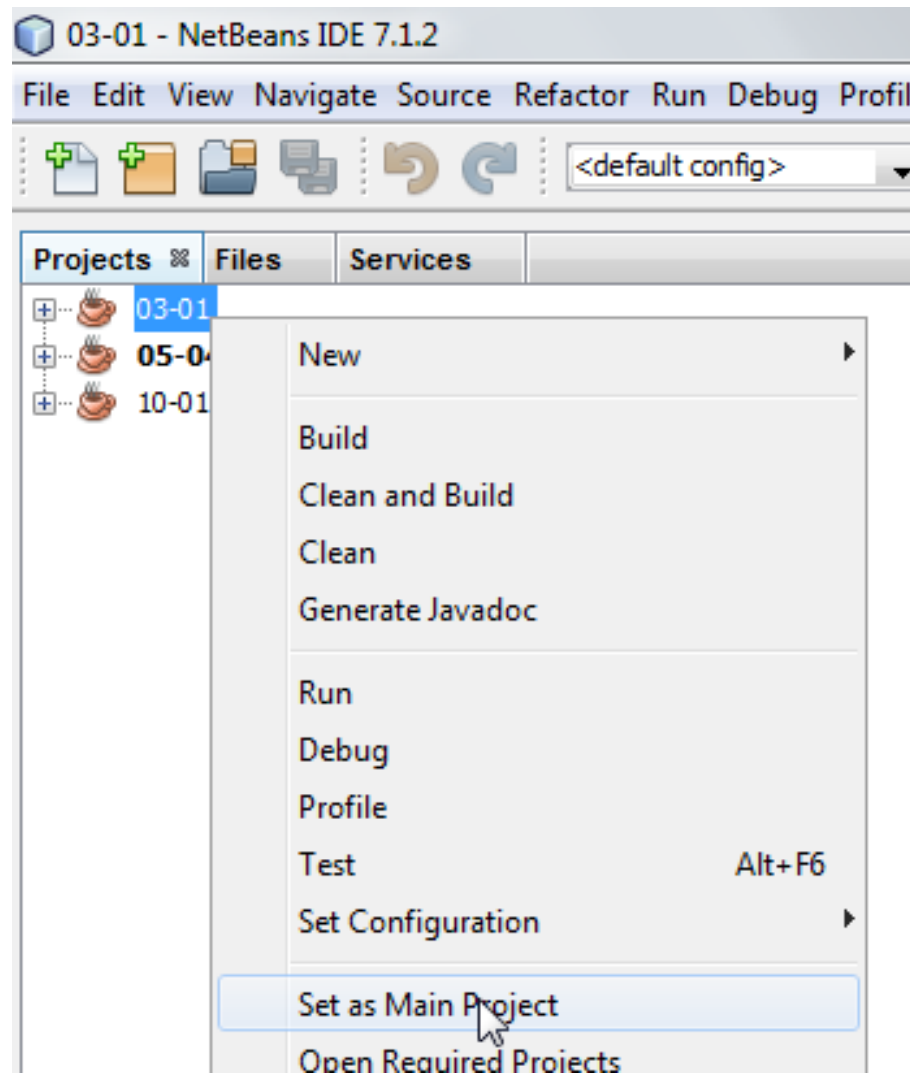 03-01 - NetBeans IDE 7.1.2
File Edit View Navigate Source Refactor Run Debug Profil
<default config>
Projects Files Services
03-01
05-0
10-01
New
Build
Clean and Build
Clean
Generate Javadoc
Run
Debug
Profile
Test Alt+F6
Set Configuration
Set as Main Project
Open Required Projects